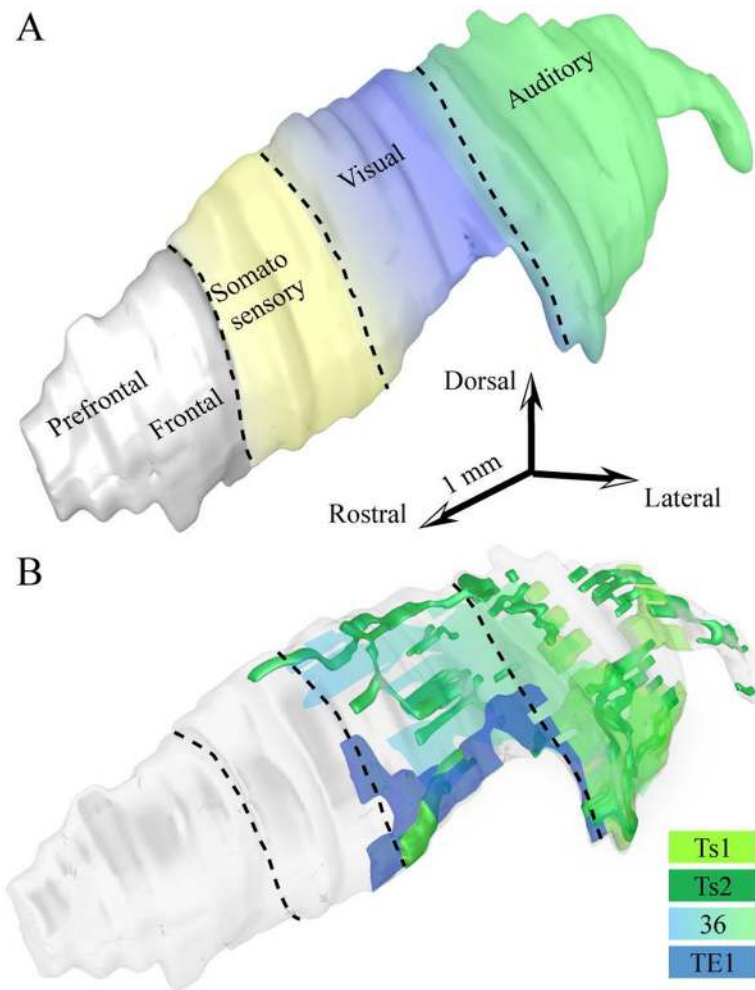 A
Auditory
Visual
Somato
sensory
Prefrontal
Frontal
Dorsal
1 mm
Rostral
Lateral
B
Ts1
Ts2
36
TE1